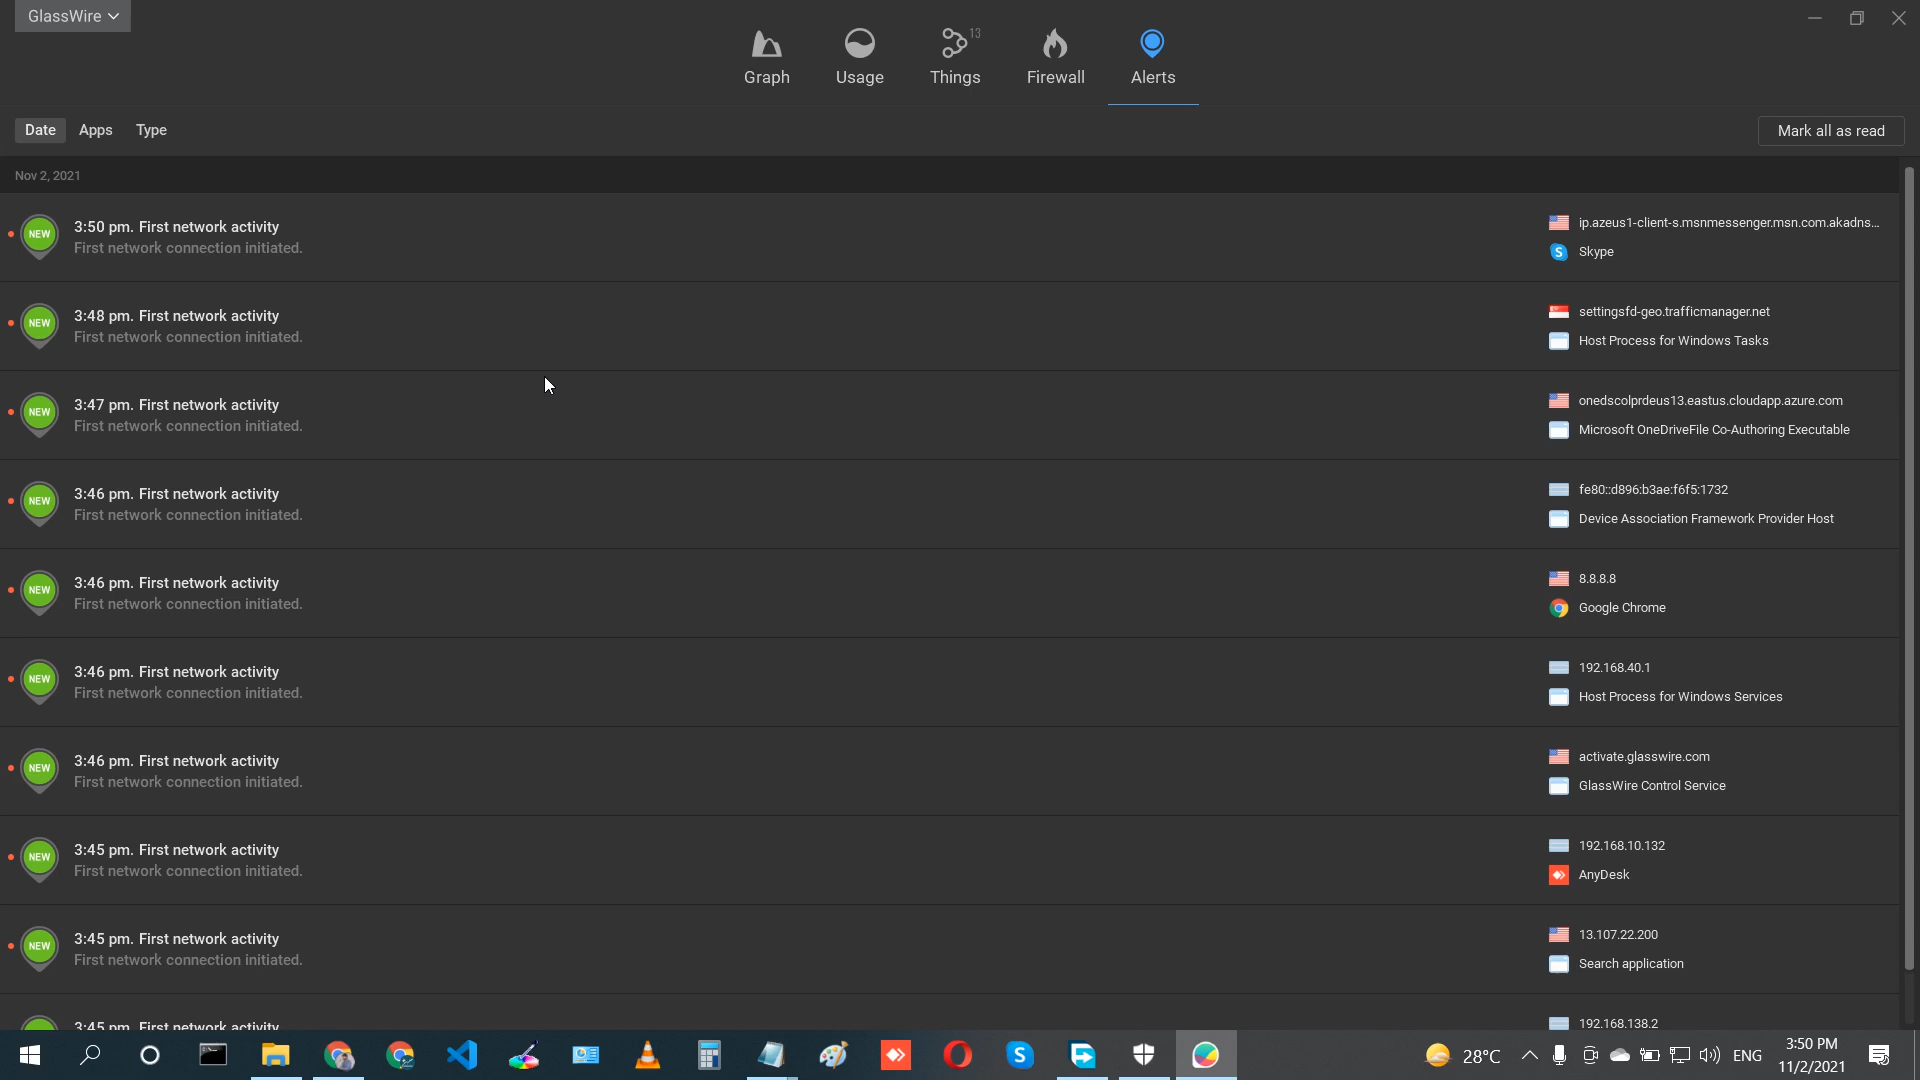 GlassWire
Graph
Usage
Things 13
Firewall
Alerts
Date Apps Type
Mark all as read
Nov 2, 2021
NEW
3:50 pm. First network activity
First network connection initiated.
ip.azeus1-client-s.msnmessenger.msn.com.akadns...
Skype
NEW
3:48 pm. First network activity
First network connection initiated.
settingsfd-geo.trafficmanager.net
Host Process for Windows Tasks
NEW
3:47 pm. First network activity
First network connection initiated.
onedscolprdeus13.eastus.cloudapp.azure.com
Microsoft OneDriveFile Co-Authoring Executable
NEW
3:46 pm. First network activity
First network connection initiated.
fe80::d896:b3ae:f6f5:1732
Device Association Framework Provider Host
NEW
3:46 pm. First network activity
First network connection initiated.
8.8.8.8
Google Chrome
NEW
3:46 pm. First network activity
First network connection initiated.
192.168.40.1
Host Process for Windows Services
NEW
3:46 pm. First network activity
First network connection initiated.
activate.glasswire.com
GlassWire Control Service
NEW
3:45 pm. First network activity
First network connection initiated.
192.168.10.132
AnyDesk
NEW
3:45 pm. First network activity
First network connection initiated.
13.107.22.200
Search application
3:45 pm. First network activity
192.168.138.2
28°C
ENG
3:50 PM
11/2/2021